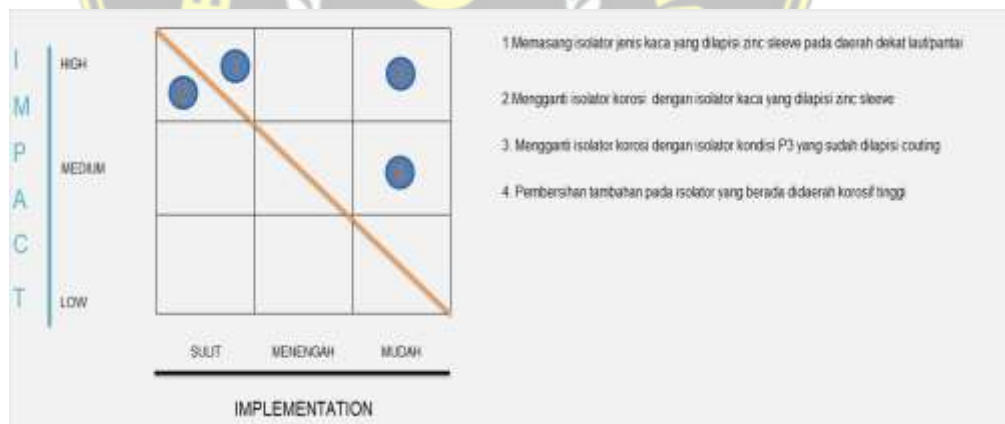 I
M
P
A
C
T
HIGH
MEDIUM
LOW
SULIT
MENENGAH
MUDAH
IMPLEMENTATION
1 Memasang isolator jenis kaca yang dilapisi zinc sleeve pada daerah dekat laut/pantai
2.Mengganti isolator korosi dengan isolator kaca yang dilapisi zinc sleeve
3. Mengganti isolator korosi dengan isolator kondisi P3 yang sudah dilapisi couting
4. Pembersihan tambahan pada isolator yang berada didaerah korosif tinggi